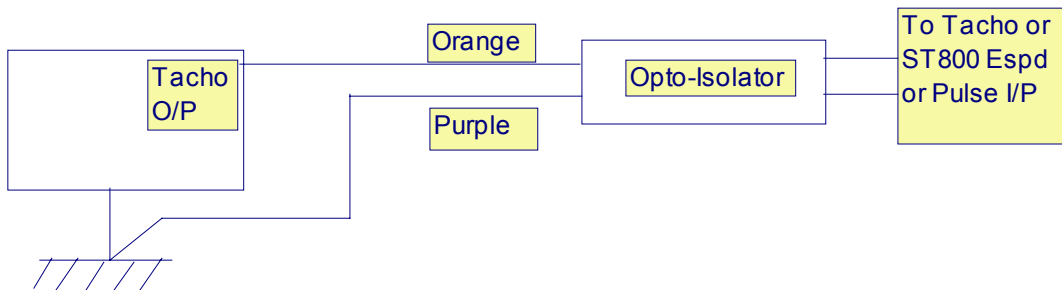 Tacho
O/P
Orange
Purple
Opto-Isolator
To Tacho or
ST800 Espd
or Pulse I/P